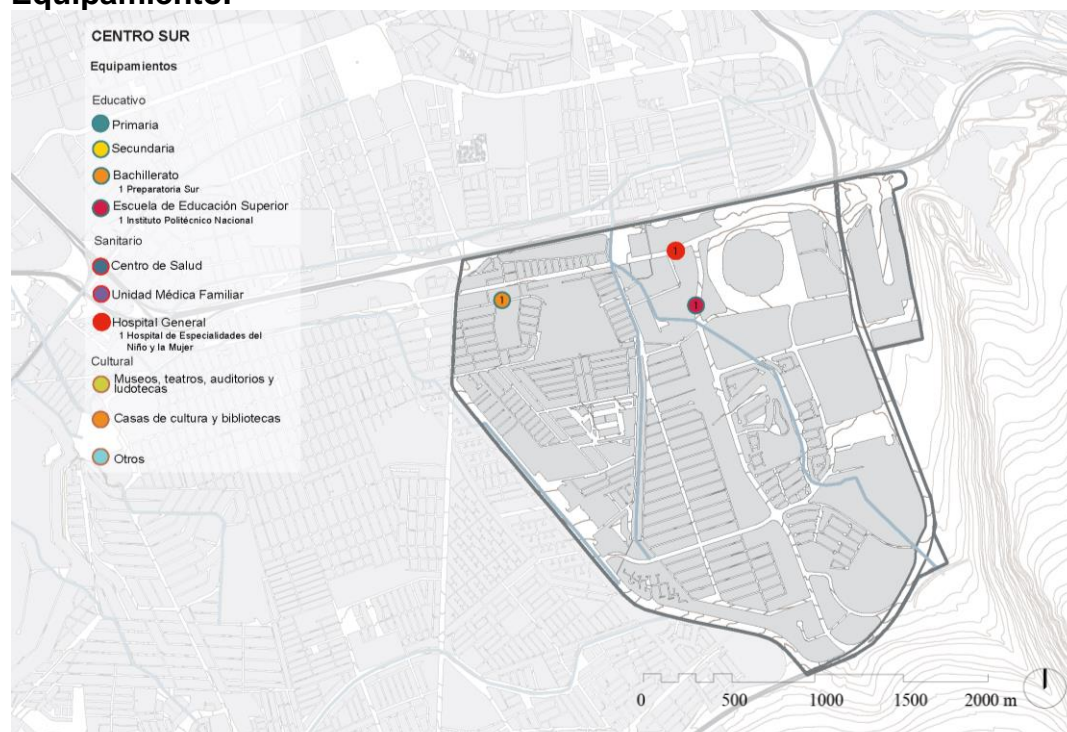 Equipamiento.
CENTRO SUR
Equipamientos
Educativo
Primaria
Secundaria
Bachillerato
1 Preparatoria Sur
Escuela de Educación Superior
1 Instituto Politécnico Nacional
Sanitario
Centro de Salud
Unidad Médica Familiar
Hospital General
1 Hospital de Especialidades del
Niño y la Mujer
Cultural
Museos, teatros, auditorios y
ludotecas
Casas de cultura y bibliotecas
Otros
1
1
1
0 500 1000 1500 2000 m